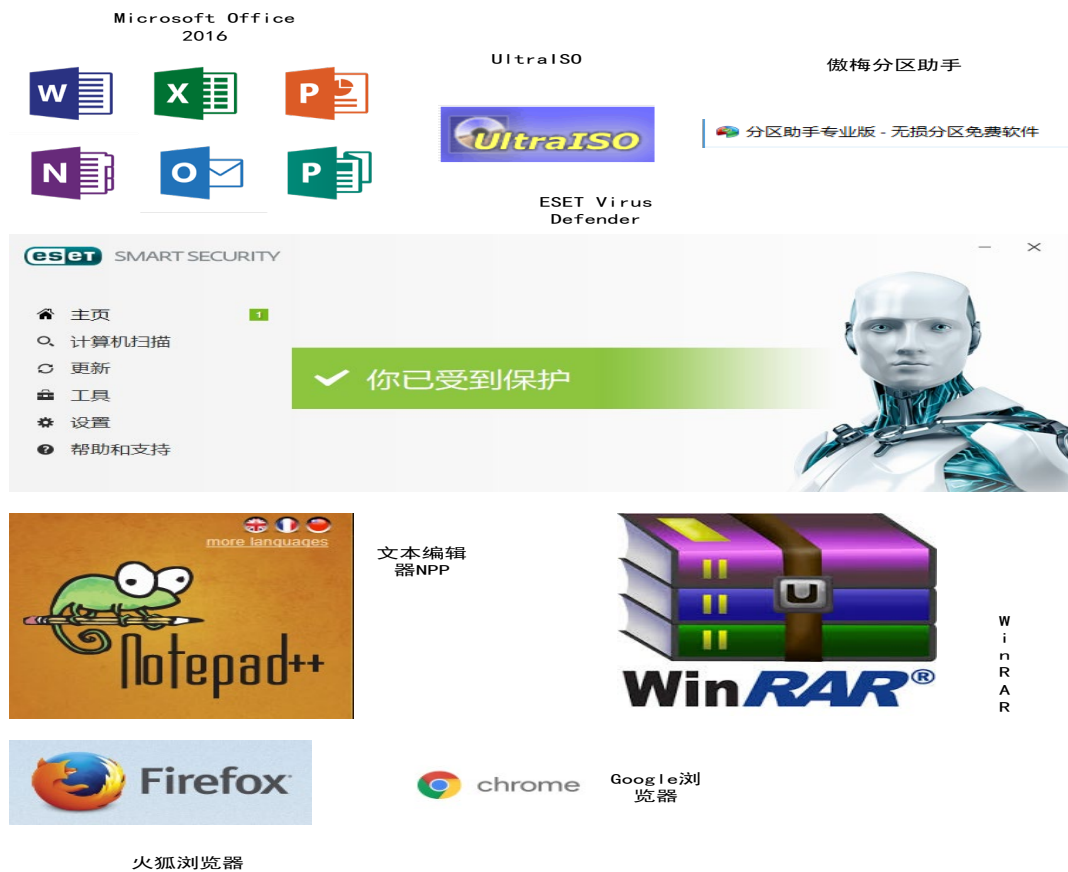 Microsoft Office
2016
UltraISO
傲梅分区助手
W
X
P
UltraISO
分区助手专业版 - 无损分区免费软件
N
O
P
ESET Virus
Defender
eset SMART SECURITY
主页
1
计算机扫描
更新
你已受到保护
工具
设置
帮助和支持
more languages
Notepad++
文本编辑
器NPP
U
WinRAR®
WinRAR
Firefox
chrome
Google浏
览器
火狐浏览器